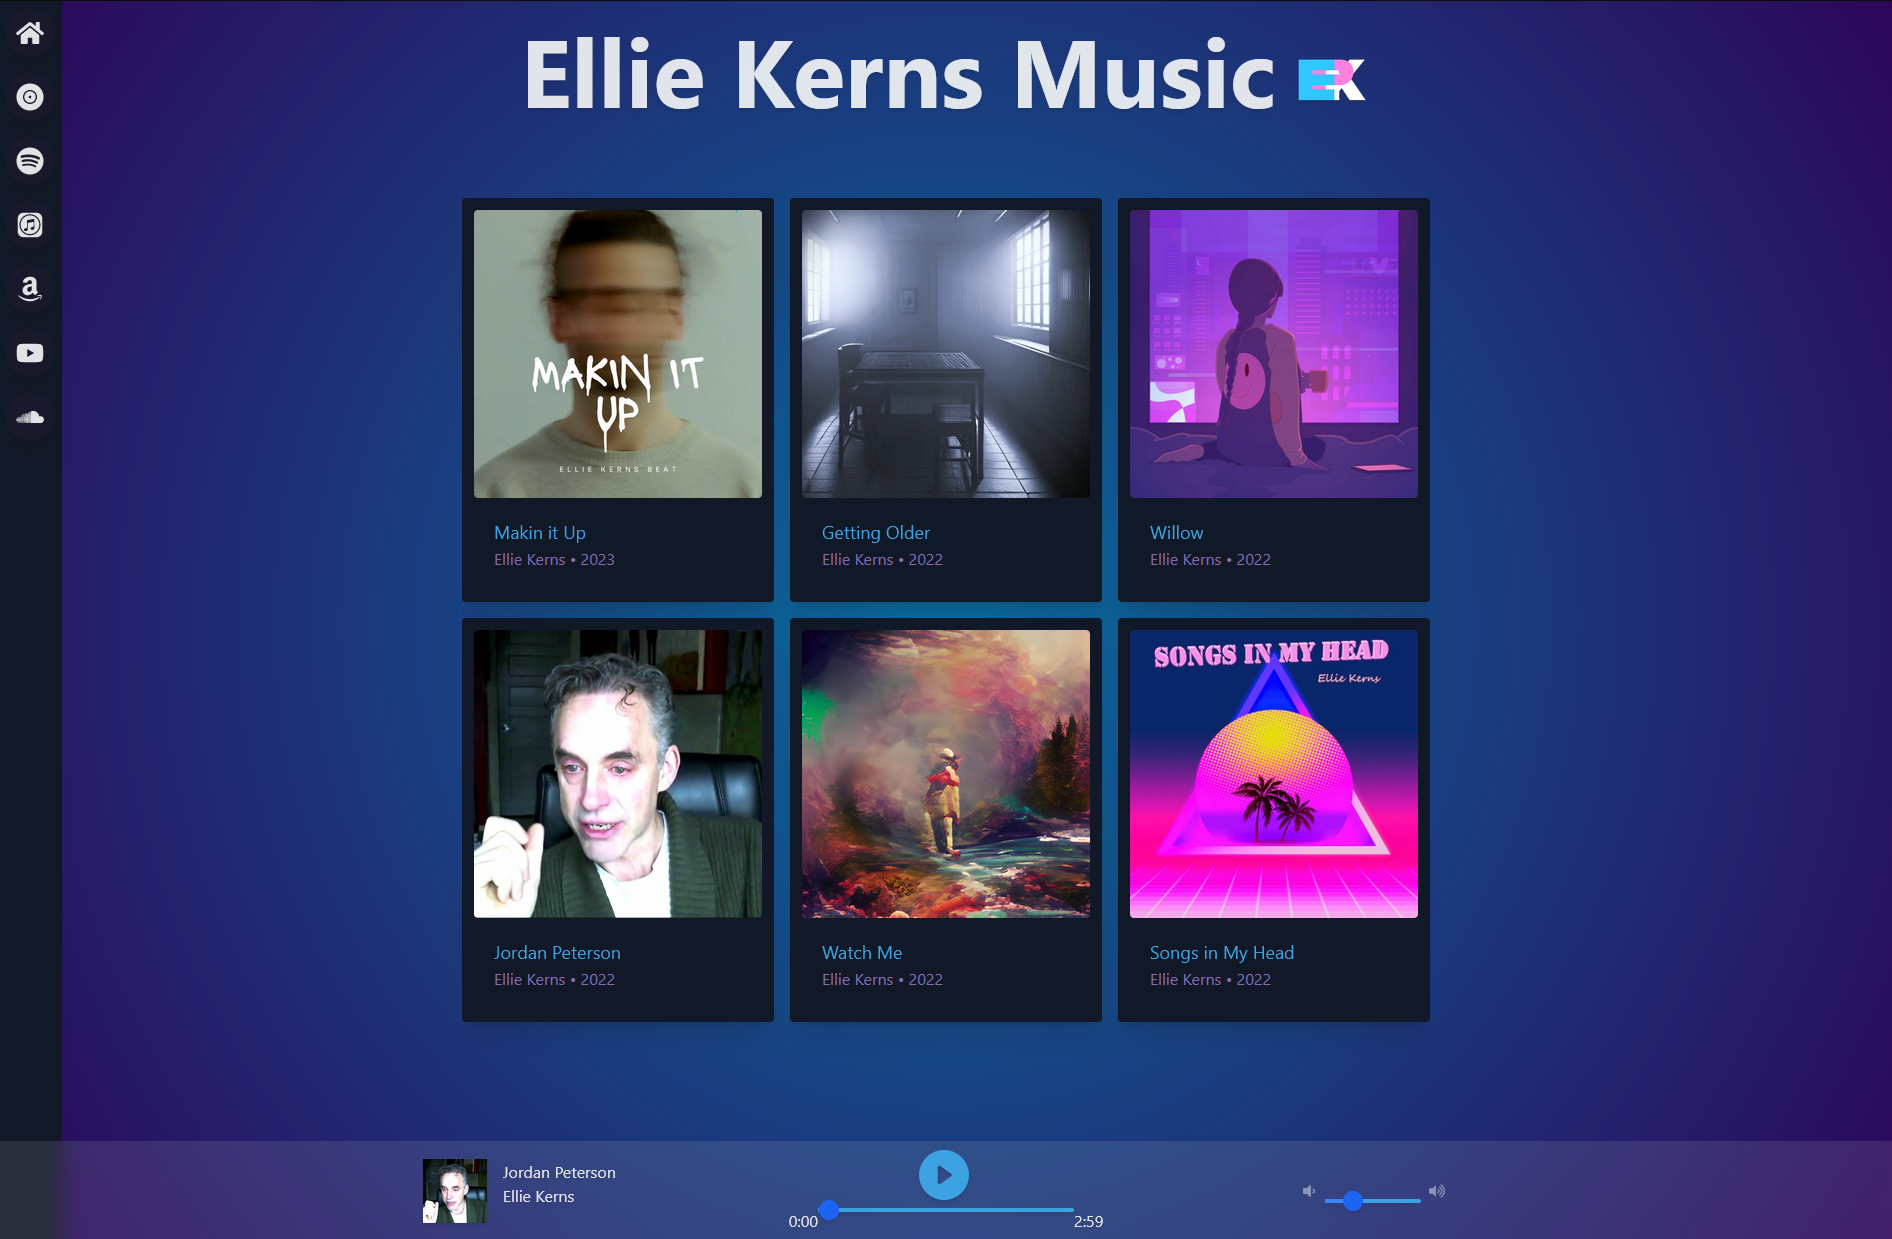 Ellie Kerns Music EK
MAKIN IT
UP
ELLIE KERNS BEAT
Makin it Up
Ellie Kerns • 2023
Getting Older
Ellie Kerns • 2022
Willow
Ellie Kerns • 2022
Jordan Peterson
Ellie Kerns • 2022
Watch Me
Ellie Kerns • 2022
SONGS IN MY HEAD
Ellie Kerns
Songs in My Head
Ellie Kerns • 2022
Jordan Peterson
Ellie Kerns
0:00
2:59